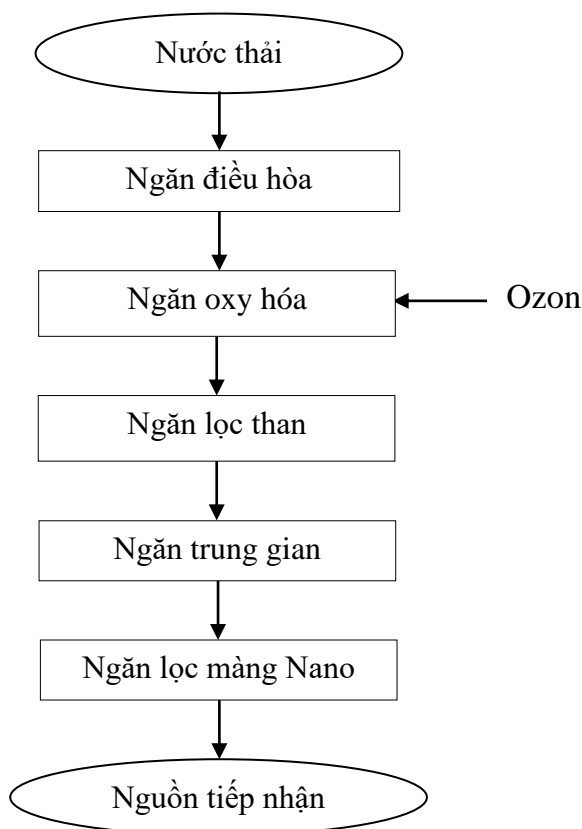 Nước thải
Ngăn điều hòa
Ngăn oxy hóa
Ozon
Ngăn lọc than
Ngăn trung gian
Ngăn lọc màng Nano
Nguồn tiếp nhận